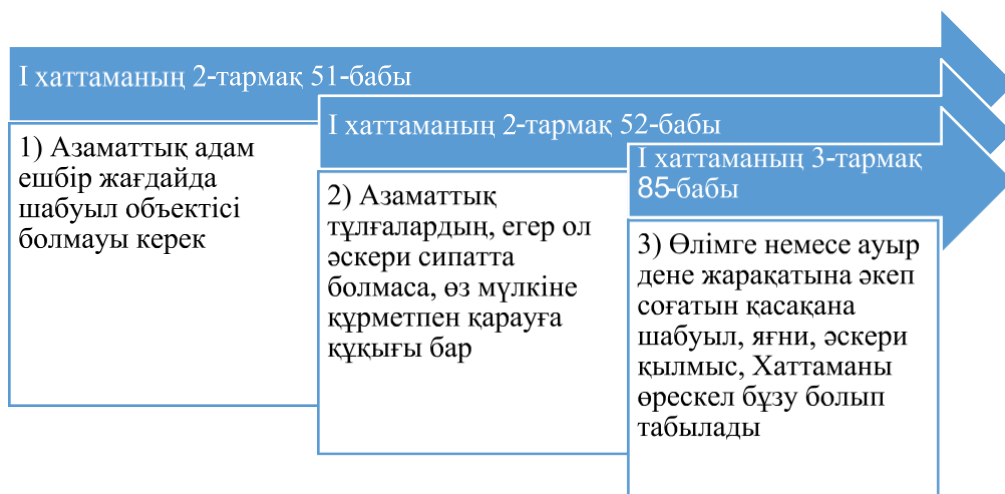 І хаттаманың 2-тармақ 51-бабы
1) Азаматтық адам
ешбір жағдайда
шабуыл объектісі
болмауы керек
І хаттаманың 2-тармақ 52-бабы
2) Азаматтық
тұлғалардың, егер ол
әскери сипатта
болмаса, өз мүлкіне
құрметпен қарауға
құқығы бар
І хаттаманың 3-тармақ
85-бабы
3) Өлімге немесе ауыр
дене жарақатына әкеп
соғатын қасақана
шабуыл, яғни, әскери
қылмыс, Хаттаманы
өрескел бұзу болып
табылады